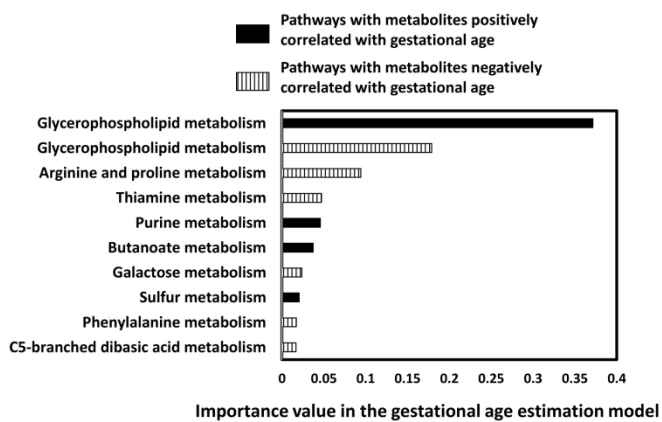 Pathways with metabolites positively
correlated with gestational age
Pathways with metabolites negatively
correlated with gestational age
Glycerophospholipid metabolism
Glycerophospholipid metabolism
Arginine and proline metabolism
Thiamine metabolism
Purine metabolism
Butanoate metabolism
Galactose metabolism
Sulfur metabolism
Phenylalanine metabolism
C5-branched dibasic acid metabolism
0 0.05 0.1 0.15 0.2 0.25 0.3 0.35 0.4
Importance value in the gestational age estimation model